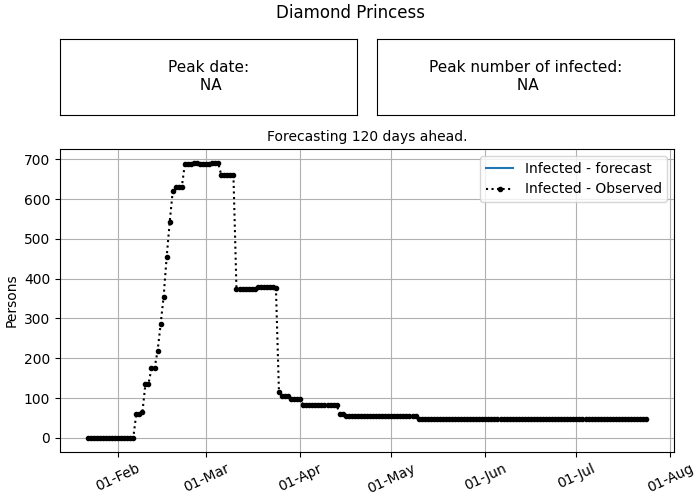 Diamond Princess
Peak date:
NA
Peak number of infected:
NA
Forecasting 120 days ahead.
Infected - forecast
Infected - Observed
Persons
700
600
500
400
300
200
100
0
01-Feb
01-Mar
01-Apr
01-May
01-Jun
01-Jul
01-Aug